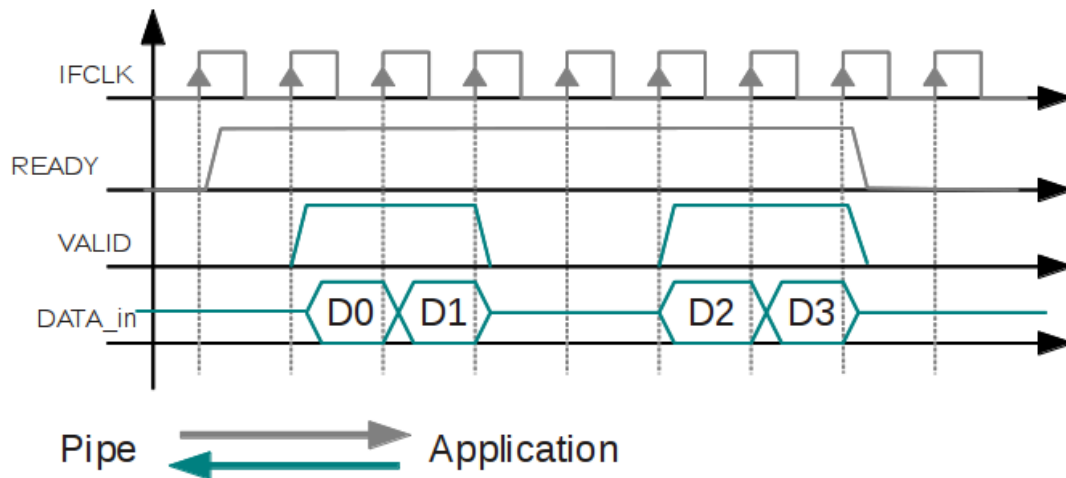 IFCLK
READY
VALID
DATA_in
D0 D1 D2 D3
Pipe Application